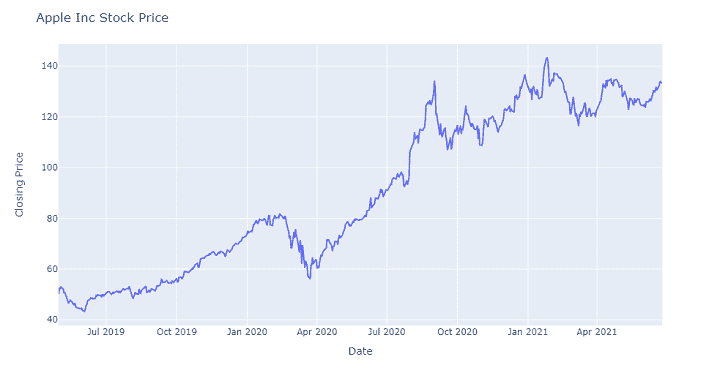 Apple Inc Stock Price
140
120
100
80
60
40
Closing Price
Jul 2019 Oct 2019 Jan 2020 Apr 2020 Jul 2020 Oct 2020 Jan 2021 Apr 2021
Date